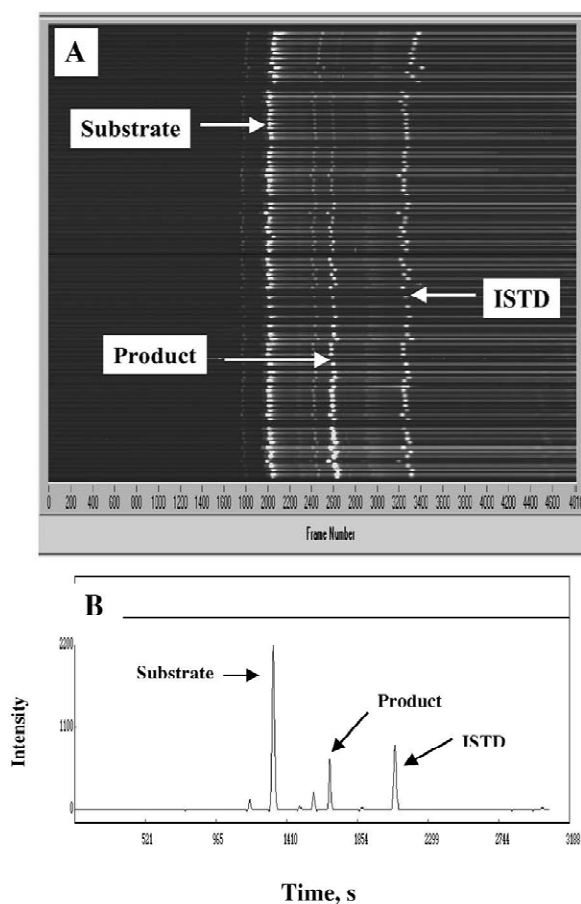 A
Substrate
ISTD
Product
0 200 400 600 800 1000 1200 1400 1600 1800 2000 2200 2400 2600 2800 3000 3200 3400 3600 3800 4000 4200 4400 4600 4816
Frame Number
B
2200
Substrate
Product
1100
ISTD
Intensity
0
521 965 1410 1854 2299 2744 3188
Time, s